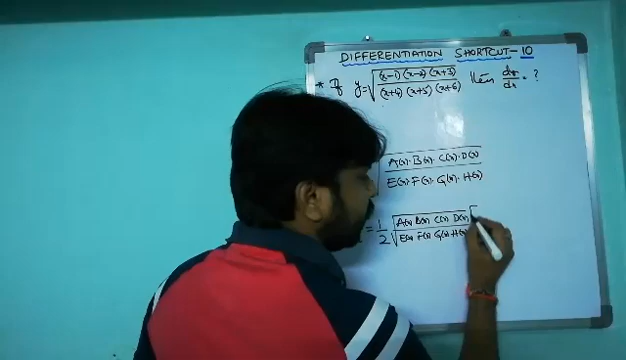 DIFFERENTIATION SHORTCUT-10
* If y=√((x-1)(x-2)(x+3)/(x+4)(x+5)(x+6)) then dy/dx = ?
A(x)·B(x)·C(x)·D(x)
E(x)·F(x)·G(x)·H(x)
= 1/2 √(A(x) B(x) C(x) D(x)/E(x) F(x) G(x) H(x)) [